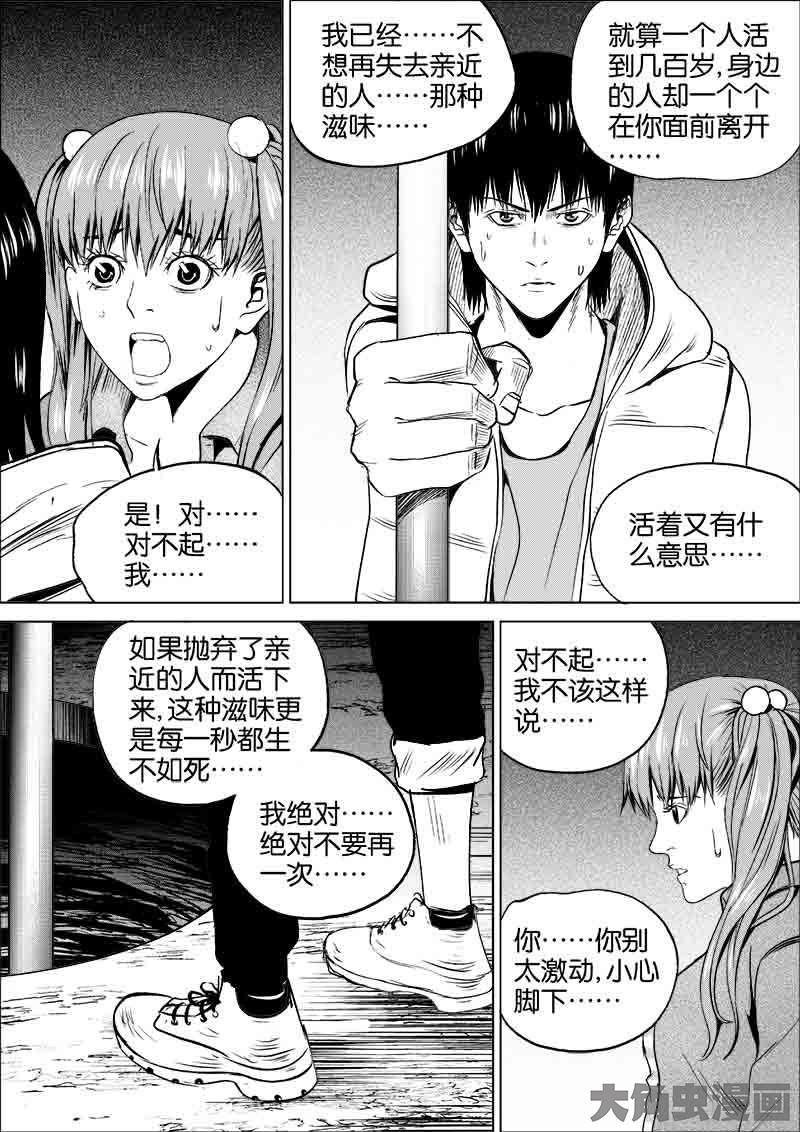 就算一个人活
到几百岁,身边
的人却一个个
在你面前离开
……
我已经……不
想再失去亲近
的人……那种
滋味……
活着又有什
么意思……
是！对……
对不起……
我……
对不起……
我不该这样
说……
你……你别
太激动,小心
脚下……
如果抛弃了亲
近的人而活下
来,这种滋味更
是每一秒都生
不如死……
我绝对……
绝对不要再
一次……
大角虫漫画